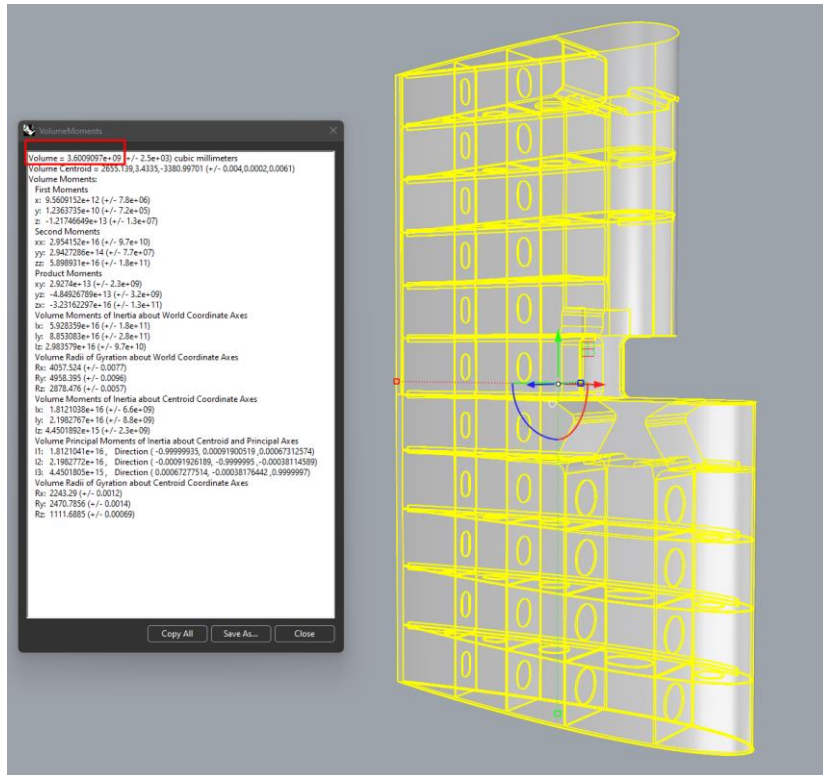 VolumeMoments
Volume = 3.6009097e+09 (+/- 2.5e+03) cubic millimeters
Volume Centroid = 2655.139,3.4335,-3380.99701 (+/- 0.004,0.0002,0.0061)
Volume Moments:
First Moments
x: 9.5609152e+12 (+/- 7.8e+06)
y: 1.2363735e+10 (+/- 7.2e+05)
z: -1.21746649e+13 (+/- 1.3e+07)
Second Moments
xx: 2.954152e+16 (+/- 9.7e+10)
yy: 2.9427286e+14 (+/- 7.7e+07)
zz: 5.898931e+16 (+/- 1.8e+11)
Product Moments
xy: 2.9274e+13 (+/- 2.3e+09)
yz: -4.84926789e+13 (+/- 3.2e+09)
zx: -3.23162297e+16 (+/- 1.3e+11)
Volume Moments of Inertia about World Coordinate Axes
Ix: 5.928359e+16 (+/- 1.8e+11)
Iy: 8.853083e+16 (+/- 2.8e+11)
Iz: 2.983579e+16 (+/- 9.7e+10)
Volume Radii of Gyration about World Coordinate Axes
Rx: 4057.524 (+/- 0.0077)
Ry: 4958.395 (+/- 0.0096)
Rz: 2878.476 (+/- 0.0057)
Volume Moments of Inertia about Centroid Coordinate Axes
Ix: 1.8121038e+16 (+/- 6.6e+09)
Iy: 2.1982767e+16 (+/- 8.8e+09)
Iz: 4.4501892e+15 (+/- 2.3e+09)
Volume Principal Moments of Inertia about Centroid and Principal Axes
I1: 1.8121041e+16, Direction ( -0.99999935, 0.00091900519 ,0.00067312574)
I2: 2.1982772e+16, Direction ( -0.00091926189, -0.9999995 ,-0.00038114589)
I3: 4.4501805e+15, Direction ( 0.00067277514, -0.00038176442 ,0.9999997)
Volume Radii of Gyration about Centroid Coordinate Axes
Rx: 2243.29 (+/- 0.0012)
Ry: 2470.7856 (+/- 0.0014)
Rz: 1111.6885 (+/- 0.00069)
Copy All Save As... Close